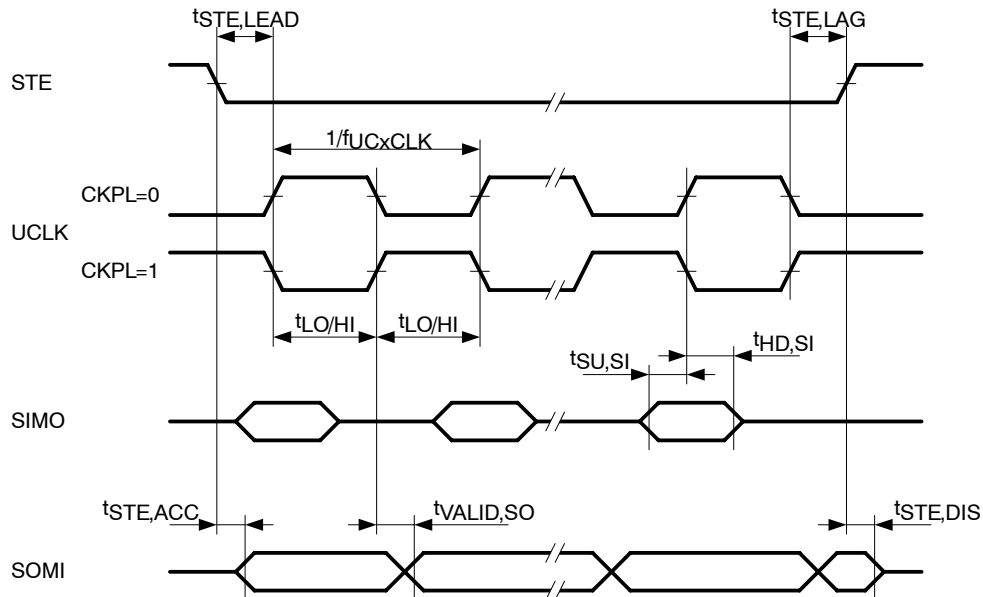 tSTE,LEAD
tSTE,LAG
STE
1/fUCxCLK
CKPL=0
UCLK
CKPL=1
tLO/HI
tLO/HI
tHD,SI
tSU,SI
SIMO
tSTE,ACC
tVALID,SO
tSTE,DIS
SOMI